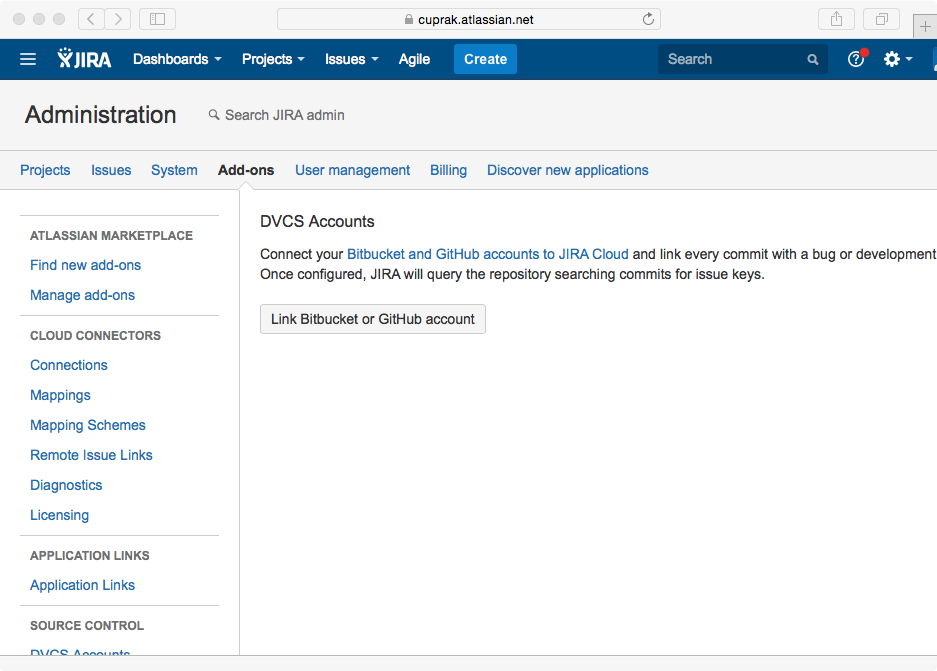 cuprak.atlassian.net
JIRA Dashboards Projects Issues Agile Create Search
Administration Search JIRA admin
Projects Issues System Add-ons User management Billing Discover new applications
ATLASSIAN MARKETPLACE
Find new add-ons
Manage add-ons
CLOUD CONNECTORS
Connections
Mappings
Mapping Schemes
Remote Issue Links
Diagnostics
Licensing
APPLICATION LINKS
Application Links
SOURCE CONTROL
DVCS Accounts
DVCS Accounts
Connect your Bitbucket and GitHub accounts to JIRA Cloud and link every commit with a bug or development
Once configured, JIRA will query the repository searching commits for issue keys.
Link Bitbucket or GitHub account